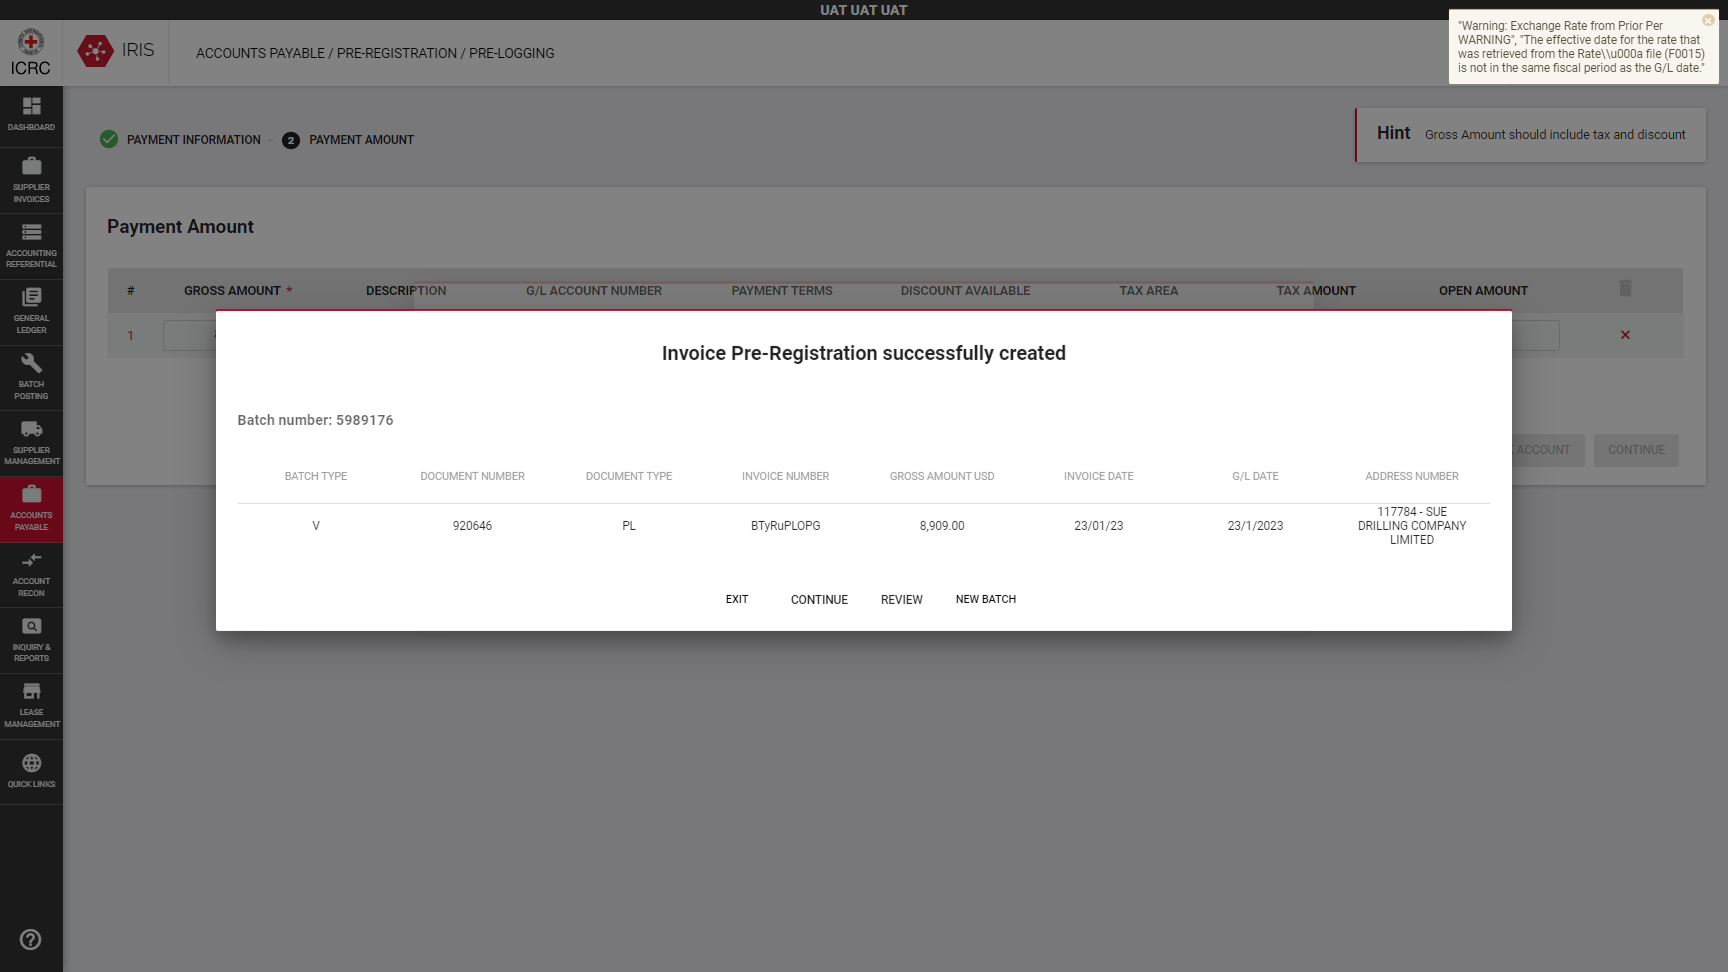 UAT UAT UAT
ICRC
IRIS
ACCOUNTS PAYABLE / PRE-REGISTRATION / PRE-LOGGING
"Warning: Exchange Rate from Prior Per
WARNING", "The effective date for the rate that
was retrieved from the Rate\\u000a file (F0015)
is not in the same fiscal period as the G/L date."
DASHBOARD
SUPPLIER
INVOICES
ACCOUNTING
REFERENTIAL
GENERAL
LEDGER
BATCH
POSTING
SUPPLIER
MANAGEMENT
ACCOUNTS
PAYABLE
ACCOUNT
RECON
INQUIRY &
REPORTS
LEASE
MANAGEMENT
QUICK LINKS
PAYMENT INFORMATION
2 PAYMENT AMOUNT
Hint Gross Amount should include tax and discount
Payment Amount
# GROSS AMOUNT * DESCRIPTION G/L ACCOUNT NUMBER PAYMENT TERMS DISCOUNT AVAILABLE TAX AREA TAX AMOUNT OPEN AMOUNT
1
ACCOUNT CONTINUE
Invoice Pre-Registration successfully created
Batch number: 5989176
BATCH TYPE DOCUMENT NUMBER DOCUMENT TYPE INVOICE NUMBER GROSS AMOUNT USD INVOICE DATE G/L DATE ADDRESS NUMBER
V 920646 PL BTyRuPLOPG 8,909.00 23/01/23 23/1/2023 117784 - SUE
DRILLING COMPANY
LIMITED
EXIT CONTINUE REVIEW NEW BATCH